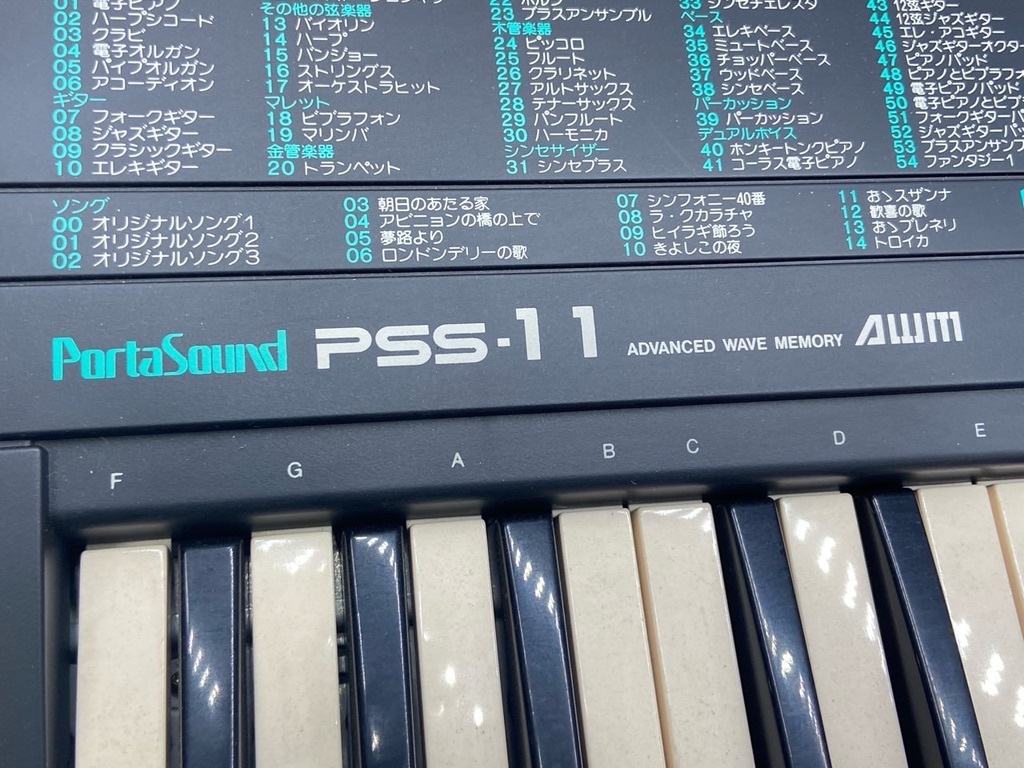 01 電子ピアノ
02 ハープシコード
03 クラビ
04 電子オルガン
05 パイプオルガン
06 アコーディオン
ギター
07 フォークギター
08 ジャズギター
09 クラシックギター
10 エレキギター
その他の弦楽器
13 バイオリン
14 ハープ
15 バンジョー
16 ストリングス
17 オーケストラヒット
マレット
18 ビブラフォン
19 マリンバ
金管楽器
20 トランペット
22 ホルン
23 ブラスアンサンブル
木管楽器
24 ピッコロ
25 フルート
26 クラリネット
27 アルトサックス
28 テナーサックス
29 パンフルート
30 ハーモニカ
シンセサイザー
31 シンセブラス
33 シンセチェレスタ
ベース
34 エレキベース
35 ミュートベース
36 チョッパーベース
37 ウッドベース
38 シンセベース
パーカッション
39 パーカッション
デュアルボイス
40 ホンキートンクピアノ
41 コーラス電子ピアノ
43 12弦ギター
44 12弦ジャズギター
45 エレ・アコギター
46 ジャズギターオクタ
47 ピアノパッド
48 ピアノとビブラフォ
49 電子ピアノパッド
50 電子ピアノとビブ
51 フォークギターパ
52 ジャズギターパッ
53 ブラスアンサンブ
54 ファンタジー1
ソング
00 オリジナルソング1
01 オリジナルソング2
02 オリジナルソング3
03 朝日のあたる家
04 アビニョンの橋の上で
05 夢路より
06 ロンドンデリーの歌
07 シンフォニー40番
08 ラ・クカラチャ
09 ヒイラギ飾ろう
10 きよしこの夜
11 おゝスザンナ
12 歓喜の歌
13 おゝブレネリ
14 トロイカ
PortaSound PSS-11 ADVANCED WAVE MEMORY AWM
F G A B C D E